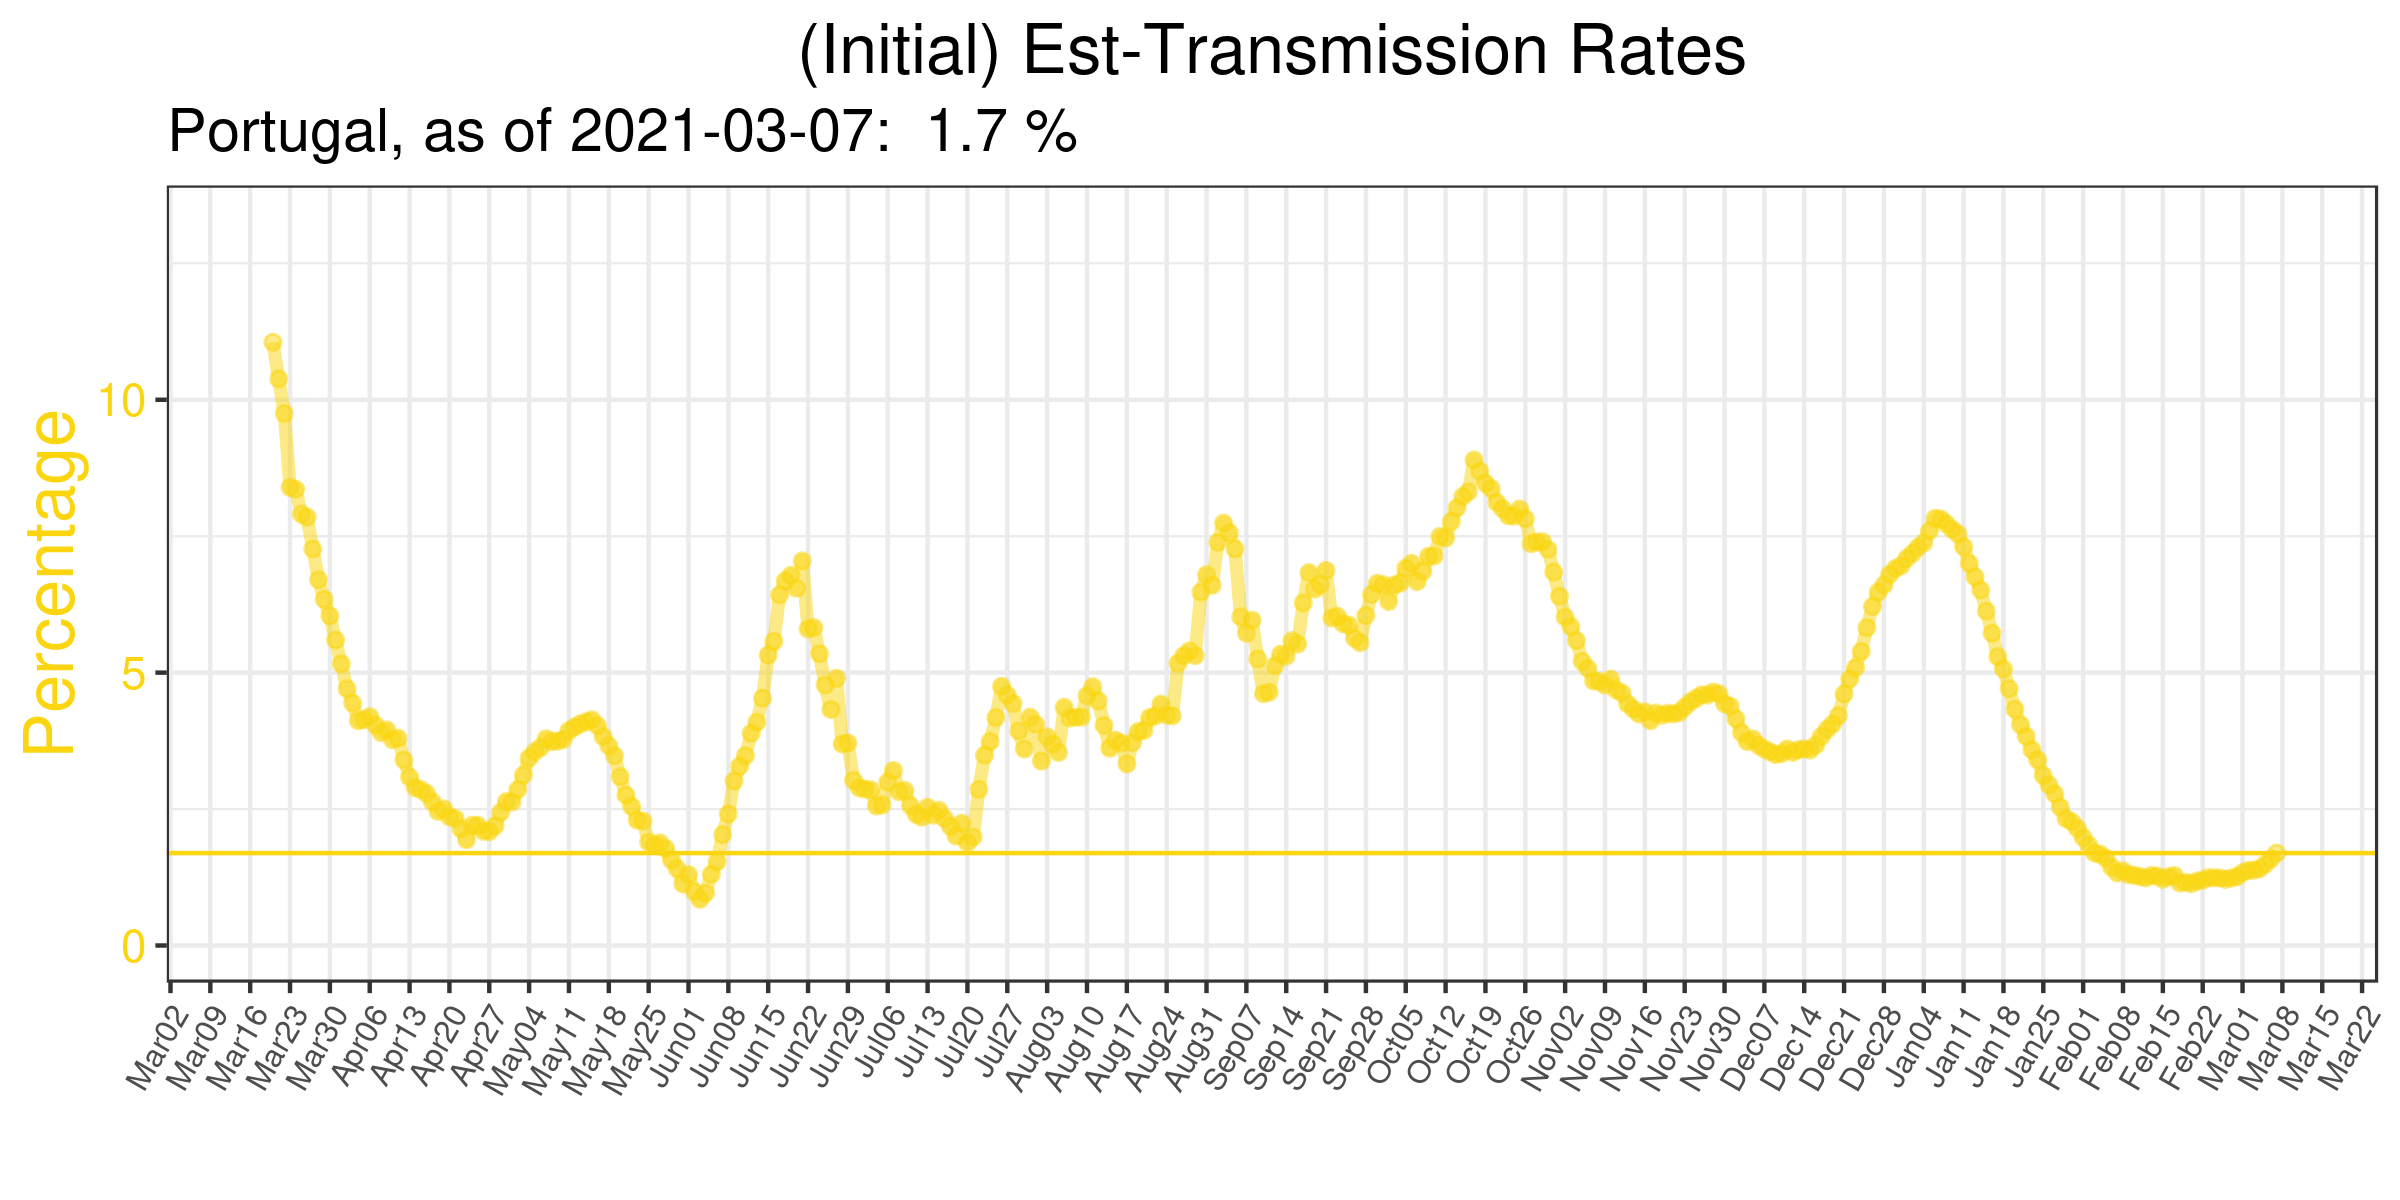 (Initial) Est-Transmission Rates
Portugal, as of 2021-03-07:  1.7 %
Percentage
10
5
0
Mar02
Mar09
Mar16
Mar23
Mar30
Apr06
Apr13
Apr20
Apr27
May04
May11
May18
May25
Jun01
Jun08
Jun15
Jun22
Jun29
Jul06
Jul13
Jul20
Jul27
Aug03
Aug10
Aug17
Aug24
Aug31
Sep07
Sep14
Sep21
Sep28
Oct05
Oct12
Oct19
Oct26
Nov02
Nov09
Nov16
Nov23
Nov30
Dec07
Dec14
Dec21
Dec28
Jan04
Jan11
Jan18
Jan25
Feb01
Feb08
Feb15
Feb22
Mar01
Mar08
Mar15
Mar22